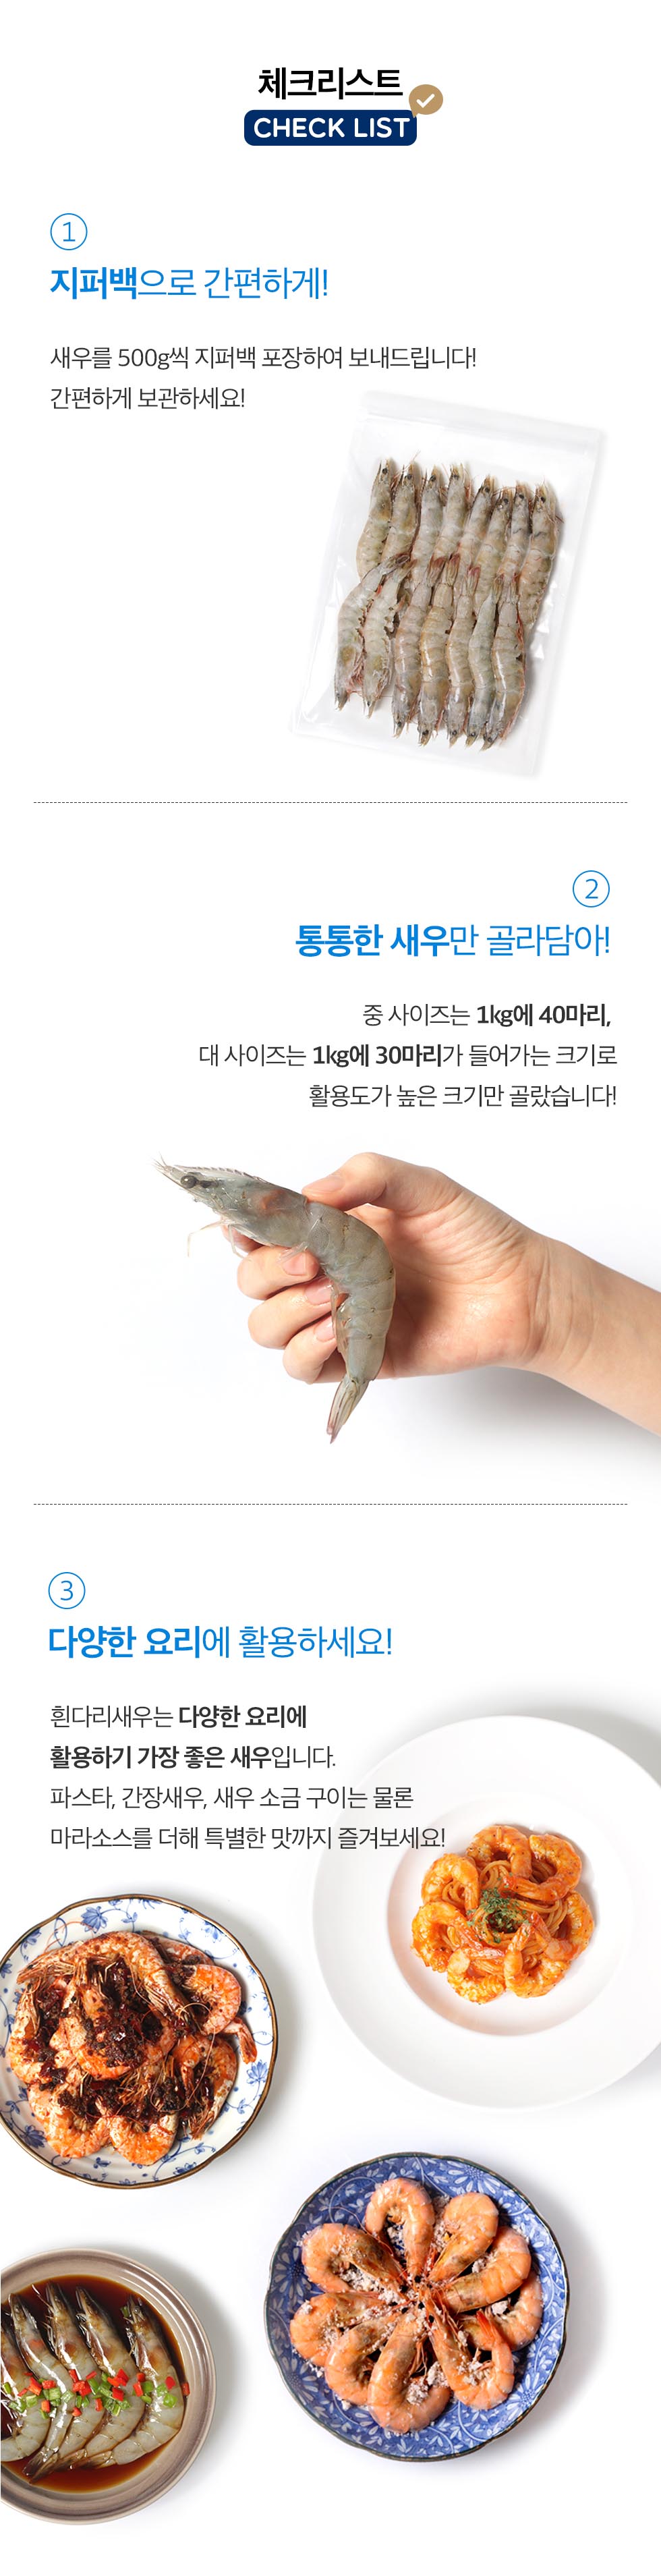 체크리스트
CHECK LIST
1
지퍼백으로 간편하게!
새우를 500g씩 지퍼백 포장하여 보내드립니다!
간편하게 보관하세요!
2
통통한 새우만 골라담아!
중 사이즈는 1kg에 40마리,
대 사이즈는 1kg에 30마리가 들어가는 크기로
활용도가 높은 크기만 골랐습니다!
3
다양한 요리에 활용하세요!
흰다리새우는 다양한 요리에
활용하기 가장 좋은 새우입니다.
파스타, 간장새우, 새우 소금 구이는 물론
마라소스를 더해 특별한 맛까지 즐겨보세요!